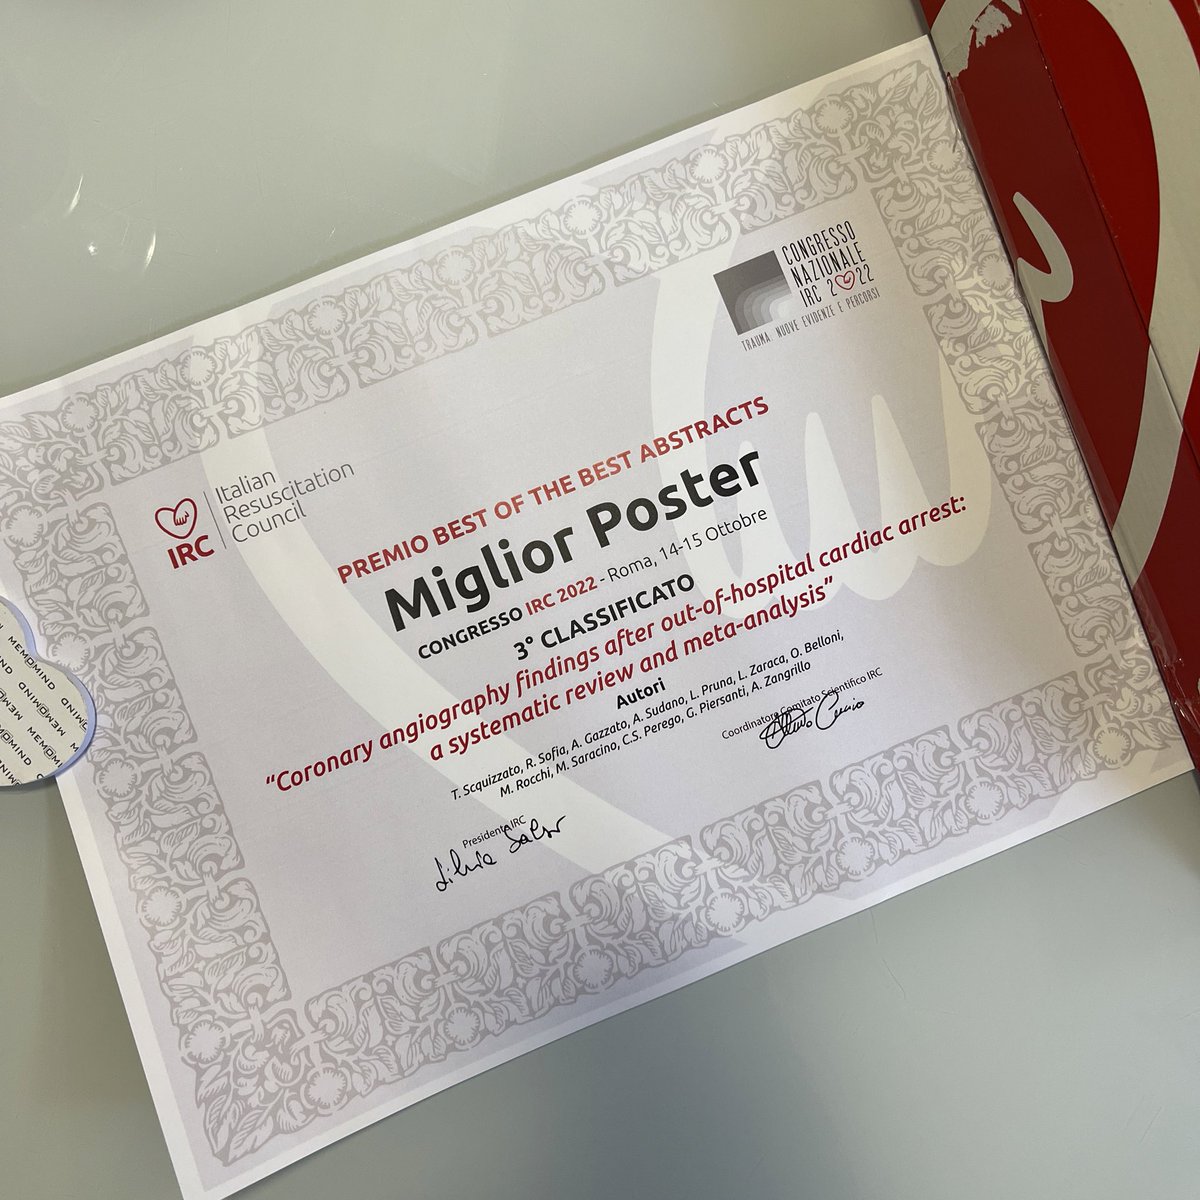 CONGRESSO
NAZIONALE
IRC 2022
TRAUMA: NUOVE EVIDENZE E PERCORSI
IRC
Italian
Resuscitation
Council
PREMIO BEST OF THE BEST ABSTRACTS
Miglior Poster
CONGRESSO IRC 2022 - Roma, 14-15 Ottobre
3° CLASSIFICATO
“Coronary angiography findings after out-of-hospital cardiac arrest:
a systematic review and meta-analysis”
Autori
T. Scquizzato, R. Sofia, A. Gazzato, A. Sudano, L. Pruna, L. Zaraca, O. Belloni,
M. Rocchi, M. Saracino, C.S. Perego, G. Piersanti, A. Zangrillo
Coordinatore Comitato Scientifico IRC
Presidente IRC
MEMOMIND
MEMOMIND
MEMOMIND